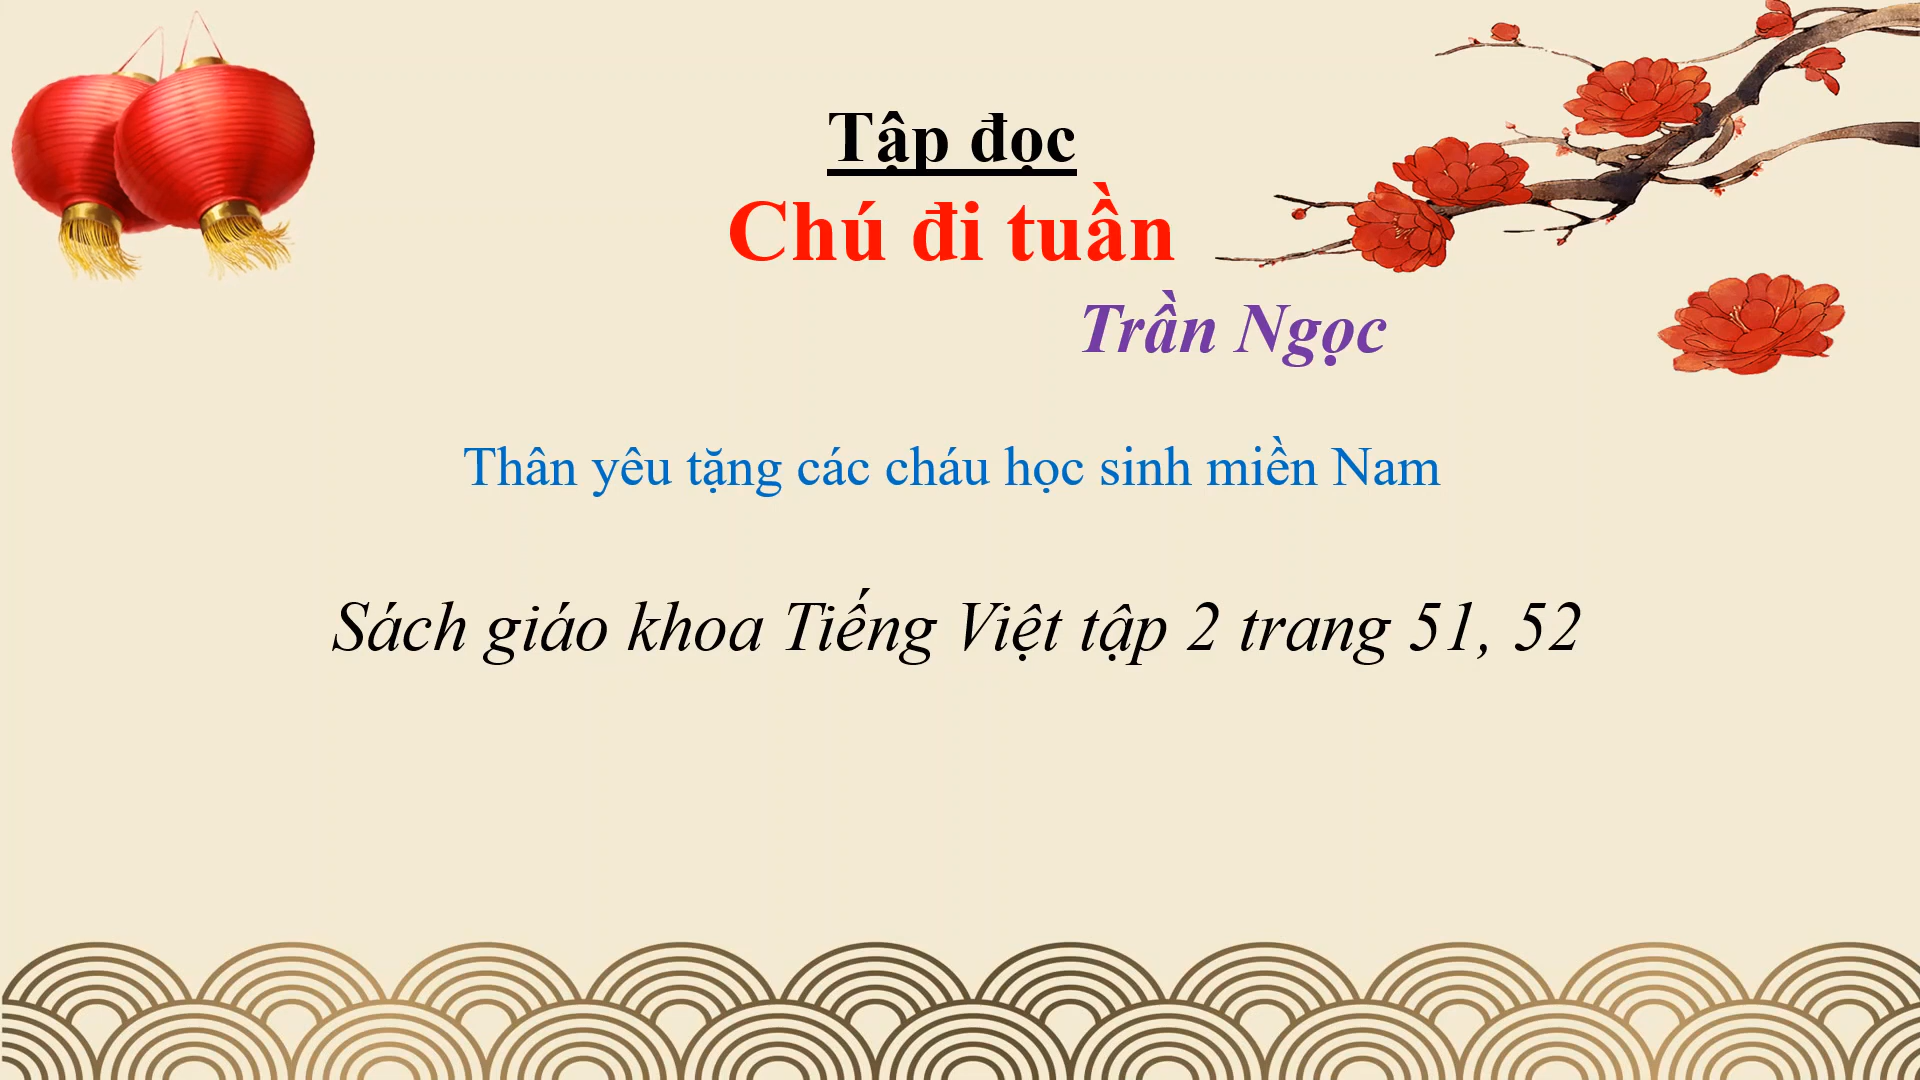 Tập đọc
Chú đi tuần
Trần Ngọc
Thân yêu tặng các cháu học sinh miền Nam
Sách giáo khoa Tiếng Việt tập 2 trang 51, 52